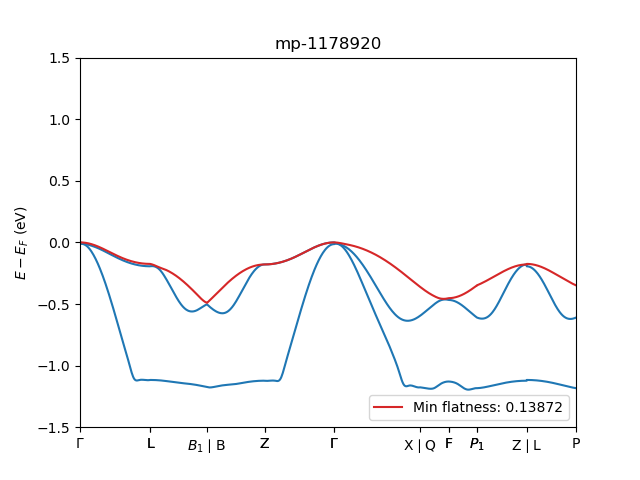 mp-1178920
E − E_F (eV)
1.5
1.0
0.5
0.0
−0.5
−1.0
−1.5
Min flatness: 0.13872
Γ L B₁ | B Z Γ X | Q F P₁ Z | L P